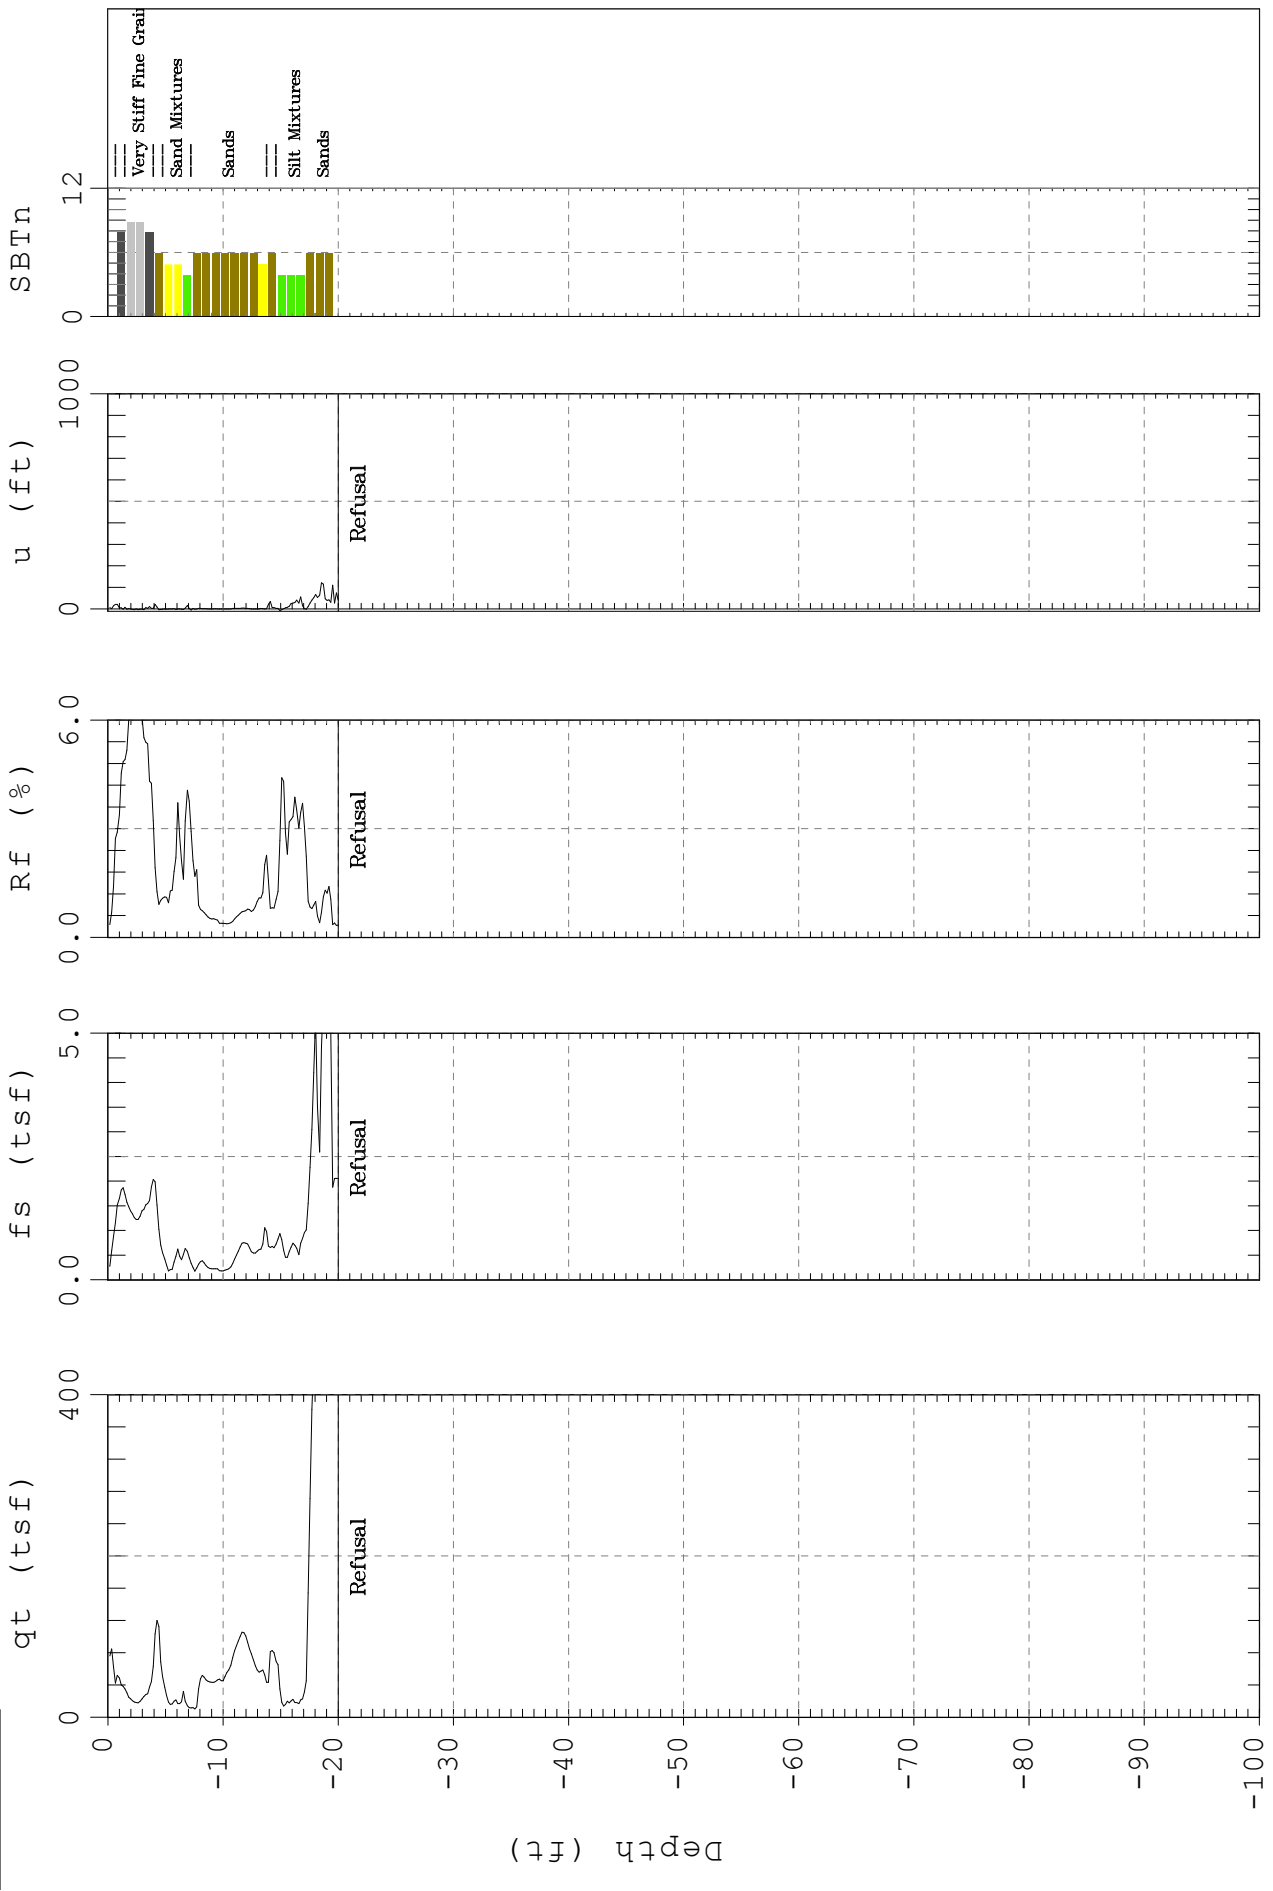 qt (tsf)
fs (tsf)
Rf (%)
u (ft)
SBTn
0
400
0.0
5.0
0.0
6.0
0
1000
0
12
Depth (ft)
0
-10
-20
-30
-40
-50
-60
-70
-80
-90
-100
Refusal
Refusal
Refusal
Refusal
Very Stiff Fine Grai
Sand Mixtures
Sands
Silt Mixtures
Sands